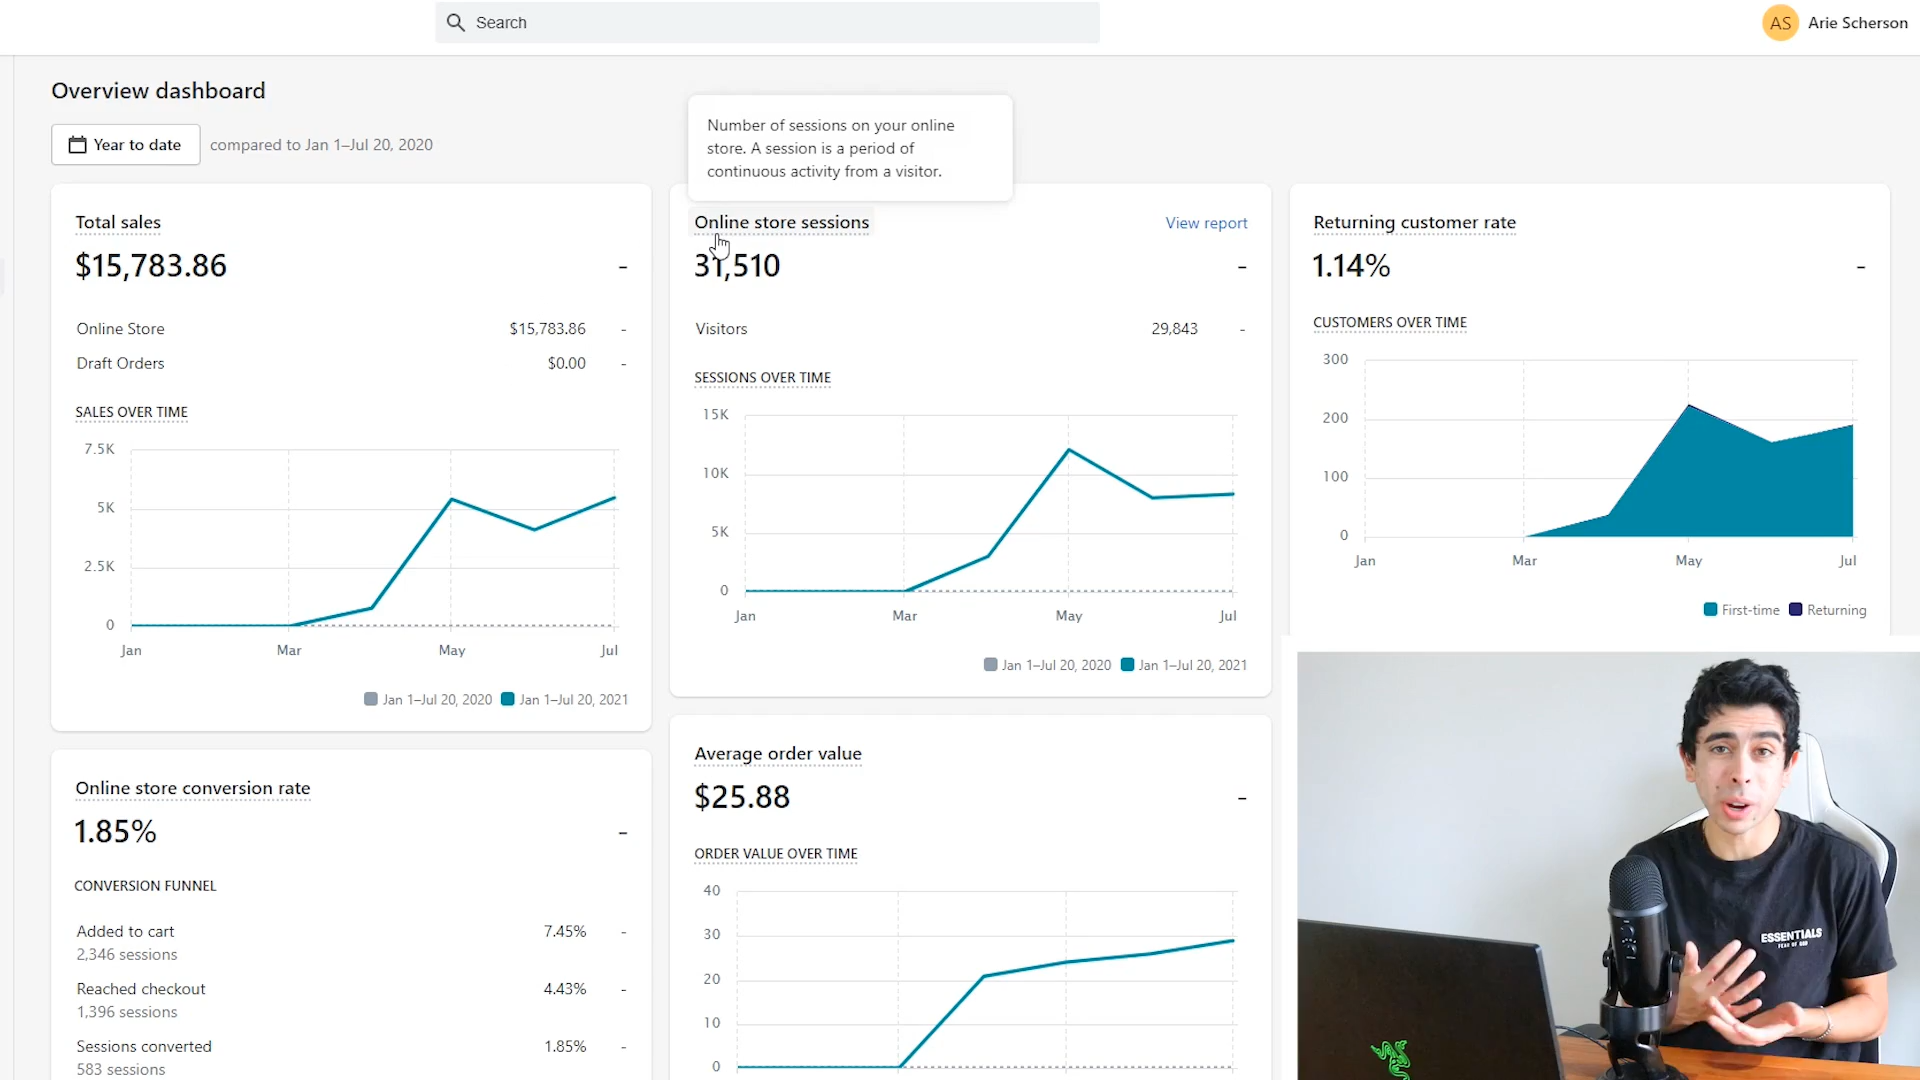 Search
AS
Arie Scherson
Overview dashboard
Year to date
compared to Jan 1–Jul 20, 2020
Number of sessions on your online
store. A session is a period of
continuous activity from a visitor.
Total sales
$15,783.86
-
Online Store
$15,783.86
-
Draft Orders
$0.00
-
SALES OVER TIME
7.5K
5K
2.5K
0
Jan
Mar
May
Jul
Jan 1–Jul 20, 2020
Jan 1–Jul 20, 2021
Online store sessions
View report
31,510
-
Visitors
29,843
-
SESSIONS OVER TIME
15K
10K
5K
0
Jan
Mar
May
Jul
Jan 1–Jul 20, 2020
Jan 1–Jul 20, 2021
Returning customer rate
1.14%
-
CUSTOMERS OVER TIME
300
200
100
0
Jan
Mar
May
Jul
First-time
Returning
Online store conversion rate
1.85%
-
CONVERSION FUNNEL
Added to cart
7.45%
-
2,346 sessions
Reached checkout
4.43%
-
1,396 sessions
Sessions converted
1.85%
-
583 sessions
Average order value
$25.88
-
ORDER VALUE OVER TIME
40
30
20
10
0
ESSENTIALS
FEAR OF GOD